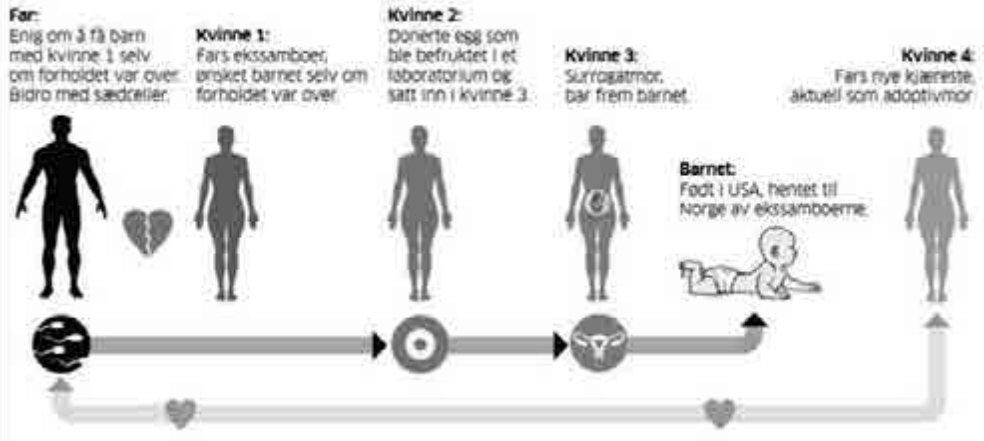 Far:
Enig om å få barn
med kvinne 1 selv
om forholdet var over.
Bidro med sædceller.
Kvinne 1:
Fars ekssamboer,
ønsket barnet selv om
forholdet var over.
Kvinne 2:
Donerte egg som
ble befruktet i et
laboratorium og
satt inn i kvinne 3.
Kvinne 3:
Surrogatmor,
bar frem barnet.
Kvinne 4:
Fars nye kjæreste,
aktuell som adoptivmor
Barnet:
Født i USA, hentet til
Norge av ekssamboerne.